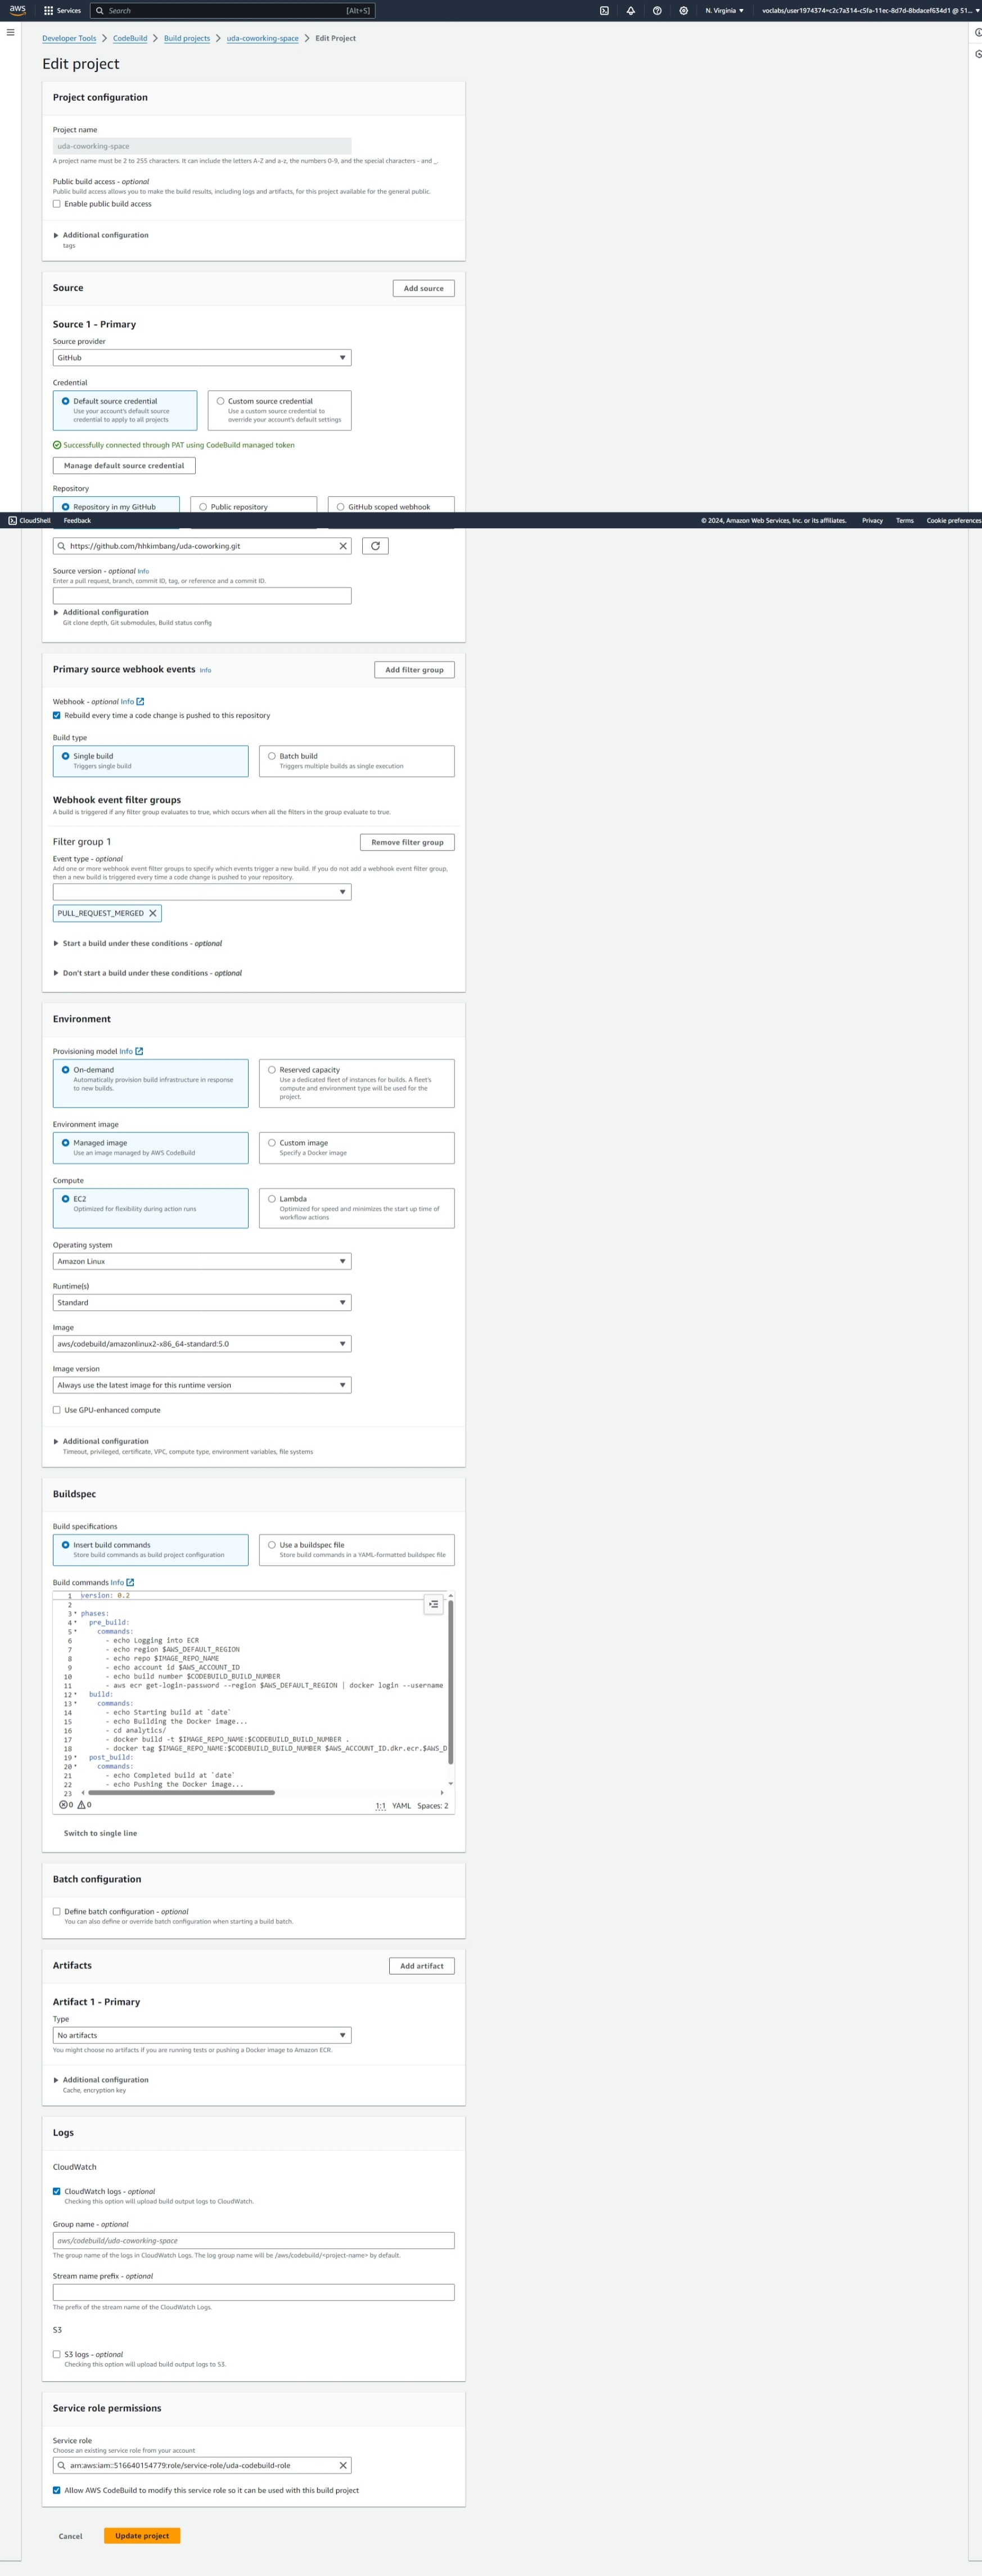 aws
Services
Search
[Alt+S]
N. Virginia
voclabs/user1974374=c2c7a314-c5fa-11ec-8d7d-8bdacef634d1 @ 51...
Developer Tools
CodeBuild
Build projects
uda-coworking-space
Edit Project
Edit project
Project configuration
Project name
uda-coworking-space
A project name must be 2 to 255 characters. It can include the letters A-Z and a-z, the numbers 0-9, and the special characters - and _.
Public build access - optional
Public build access allows you to make the build results, including logs and artifacts, for this project available for the general public.
Enable public build access
Additional configuration
tags
Source
Add source
Source 1 - Primary
Source provider
GitHub
Credential
Default source credential
Use your account's default source
credential to apply to all projects
Custom source credential
Use a custom source credential to
override your account's default settings
Successfully connected through PAT using CodeBuild managed token
Manage default source credential
Repository
Repository in my GitHub
Public repository
GitHub scoped webhook
CloudShell
Feedback
© 2024, Amazon Web Services, Inc. or its affiliates.
Privacy
Terms
Cookie preferences
https://github.com/hhkimbang/uda-coworking.git
Source version - optional Info
Enter a pull request, branch, commit ID, tag, or reference and a commit ID.
Additional configuration
Git clone depth, Git submodules, Build status config
Primary source webhook events Info
Add filter group
Webhook - optional Info
Rebuild every time a code change is pushed to this repository
Build type
Single build
Triggers single build
Batch build
Triggers multiple builds as single execution
Webhook event filter groups
A build is triggered if any filter group evaluates to true, which occurs when all the filters in the group evaluate to true.
Filter group 1
Remove filter group
Event type - optional
Add one or more webhook event filter groups to specify which events trigger a new build. If you do not add a webhook event filter group,
then a new build is triggered every time a code change is pushed to your repository.
PULL_REQUEST_MERGED
Start a build under these conditions - optional
Don't start a build under these conditions - optional
Environment
Provisioning model Info
On-demand
Automatically provision build infrastructure in response
to new builds.
Reserved capacity
Use a dedicated fleet of instances for builds. A fleet's
compute and environment type will be used for the
project.
Environment image
Managed image
Use an image managed by AWS CodeBuild
Custom image
Specify a Docker image
Compute
EC2
Optimized for flexibility during action runs
Lambda
Optimized for speed and minimizes the start up time of
workflow actions
Operating system
Amazon Linux
Runtime(s)
Standard
Image
aws/codebuild/amazonlinux2-x86_64-standard:5.0
Image version
Always use the latest image for this runtime version
Use GPU-enhanced compute
Additional configuration
Timeout, privileged, certificate, VPC, compute type, environment variables, file systems
Buildspec
Build specifications
Insert build commands
Store build commands as build project configuration
Use a buildspec file
Store build commands in a YAML-formatted buildspec file
Build commands Info
1 version: 0.2
2
3 phases:
4 pre_build:
5 commands:
6 - echo Logging into ECR
7 - echo region $AWS_DEFAULT_REGION
8 - echo repo $IMAGE_REPO_NAME
9 - echo account id $AWS_ACCOUNT_ID
10 - echo build number $CODEBUILD_BUILD_NUMBER
11 - aws ecr get-login-password --region $AWS_DEFAULT_REGION | docker login --username
12 build:
13 commands:
14 - echo Starting build at `date`
15 - echo Building the Docker image...
16 - cd analytics/
17 - docker build -t $IMAGE_REPO_NAME:$CODEBUILD_BUILD_NUMBER .
18 - docker tag $IMAGE_REPO_NAME:$CODEBUILD_BUILD_NUMBER $AWS_ACCOUNT_ID.dkr.ecr.$AWS_D
19 post_build:
20 commands:
21 - echo Completed build at `date`
22 - echo Pushing the Docker image...
23
0 0
1:1 YAML Spaces: 2
Switch to single line
Batch configuration
Define batch configuration - optional
You can also define or override batch configuration when starting a build batch.
Artifacts
Add artifact
Artifact 1 - Primary
Type
No artifacts
You might choose no artifacts if you are running tests or pushing a Docker image to Amazon ECR.
Additional configuration
Cache, encryption key
Logs
CloudWatch
CloudWatch logs - optional
Checking this option will upload build output logs to CloudWatch.
Group name - optional
aws/codebuild/uda-coworking-space
The group name of the logs in CloudWatch Logs. The log group name will be /aws/codebuild/<project-name> by default.
Stream name prefix - optional
The prefix of the stream name of the CloudWatch Logs.
S3
S3 logs - optional
Checking this option will upload build output logs to S3.
Service role permissions
Service role
Choose an existing service role from your account
arn:aws:iam::516640154779:role/service-role/uda-codebuild-role
Allow AWS CodeBuild to modify this service role so it can be used with this build project
Cancel
Update project